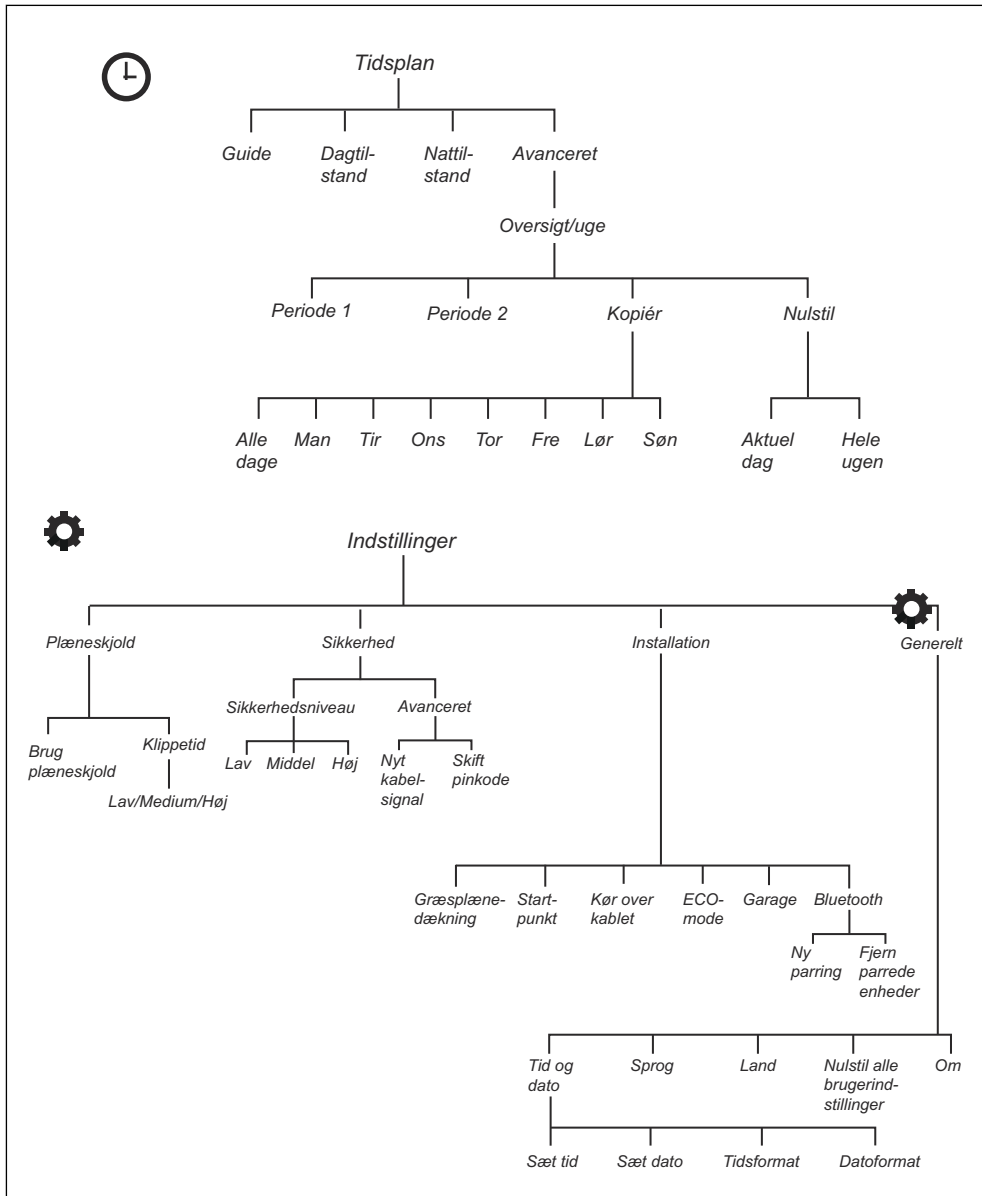 Tidsplan
Guide
Dagtil-
stand
Nattil-
stand
Avanceret
Oversigt/uge
Periode 1
Periode 2
Kopiér
Nulstil
Alle
dage
Man
Tir
Ons
Tor
Fre
Lør
Søn
Aktuel
dag
Hele
ugen
Indstillinger
Plæneskjold
Sikkerhed
Installation
Generelt
Brug
plæneskjold
Klippetid
Lav/Medium/Høj
Sikkerhedsniveau
Avanceret
Lav
Middel
Høj
Nyt
kabel-
signal
Skift
pinkode
Græsplæne-
dækning
Start-
punkt
Kør over
kablet
ECO-
mode
Garage
Bluetooth
Ny
parring
Fjern
parrede
enheder
Tid og
dato
Sprog
Land
Nulstil alle
brugerind-
stillinger
Om
Sæt tid
Sæt dato
Tidsformat
Datoformat